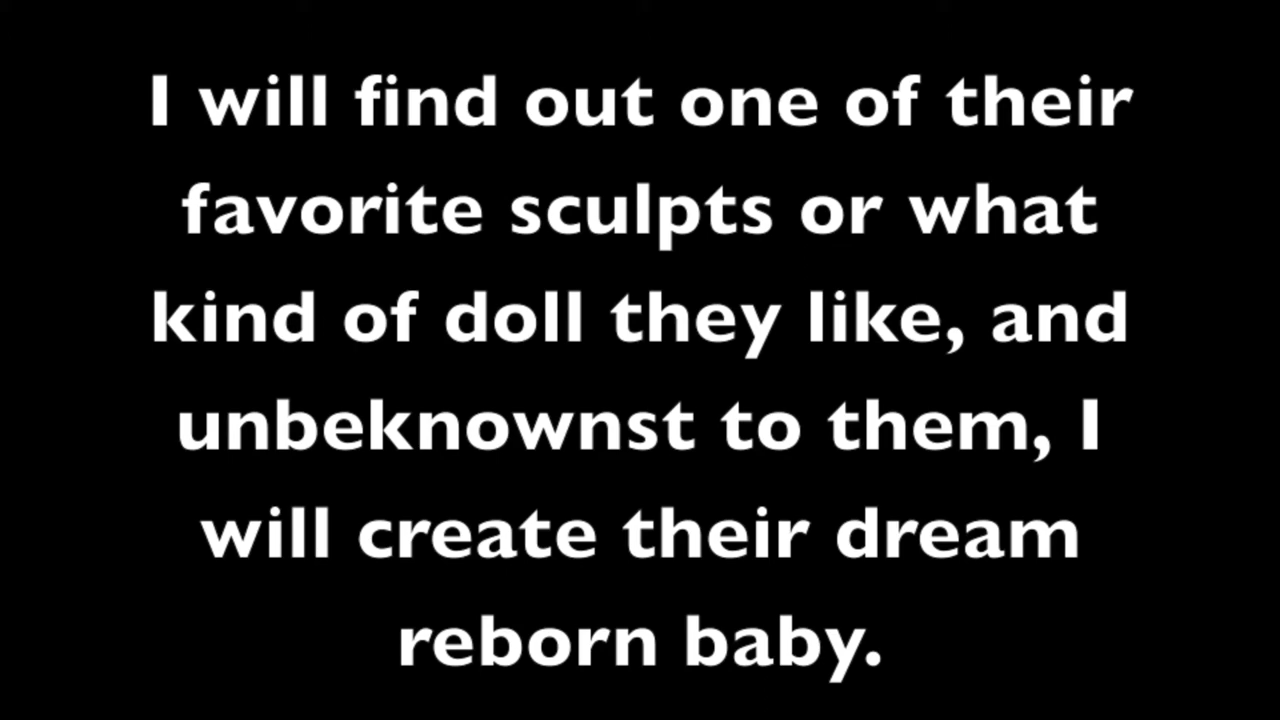 I will find out one of their
favorite sculpts or what
kind of doll they like, and
unbeknownst to them, I
will create their dream
reborn baby.